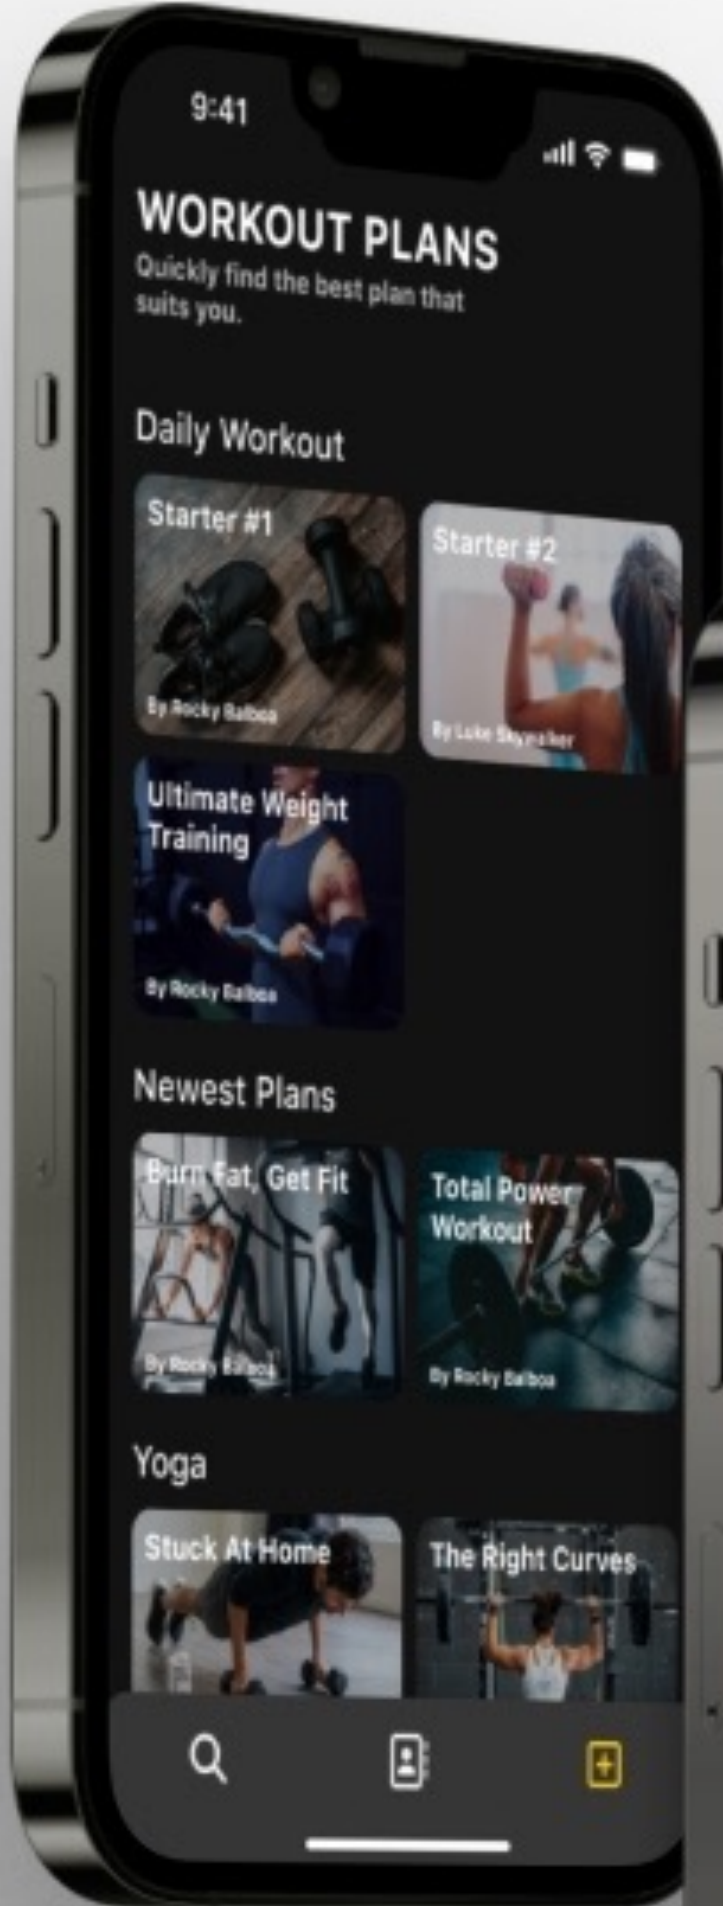 9:41
WORKOUT PLANS
Quickly find the best plan that
suits you.
Daily Workout
Starter #1
By Rocky Balboa
Starter #2
By Luke Skywalker
Ultimate Weight
Training
By Rocky Balboa
Newest Plans
Burn Fat, Get Fit
By Rocky Balboa
Total Power
Workout
By Rocky Balboa
Yoga
Stuck At Home
The Right Curves